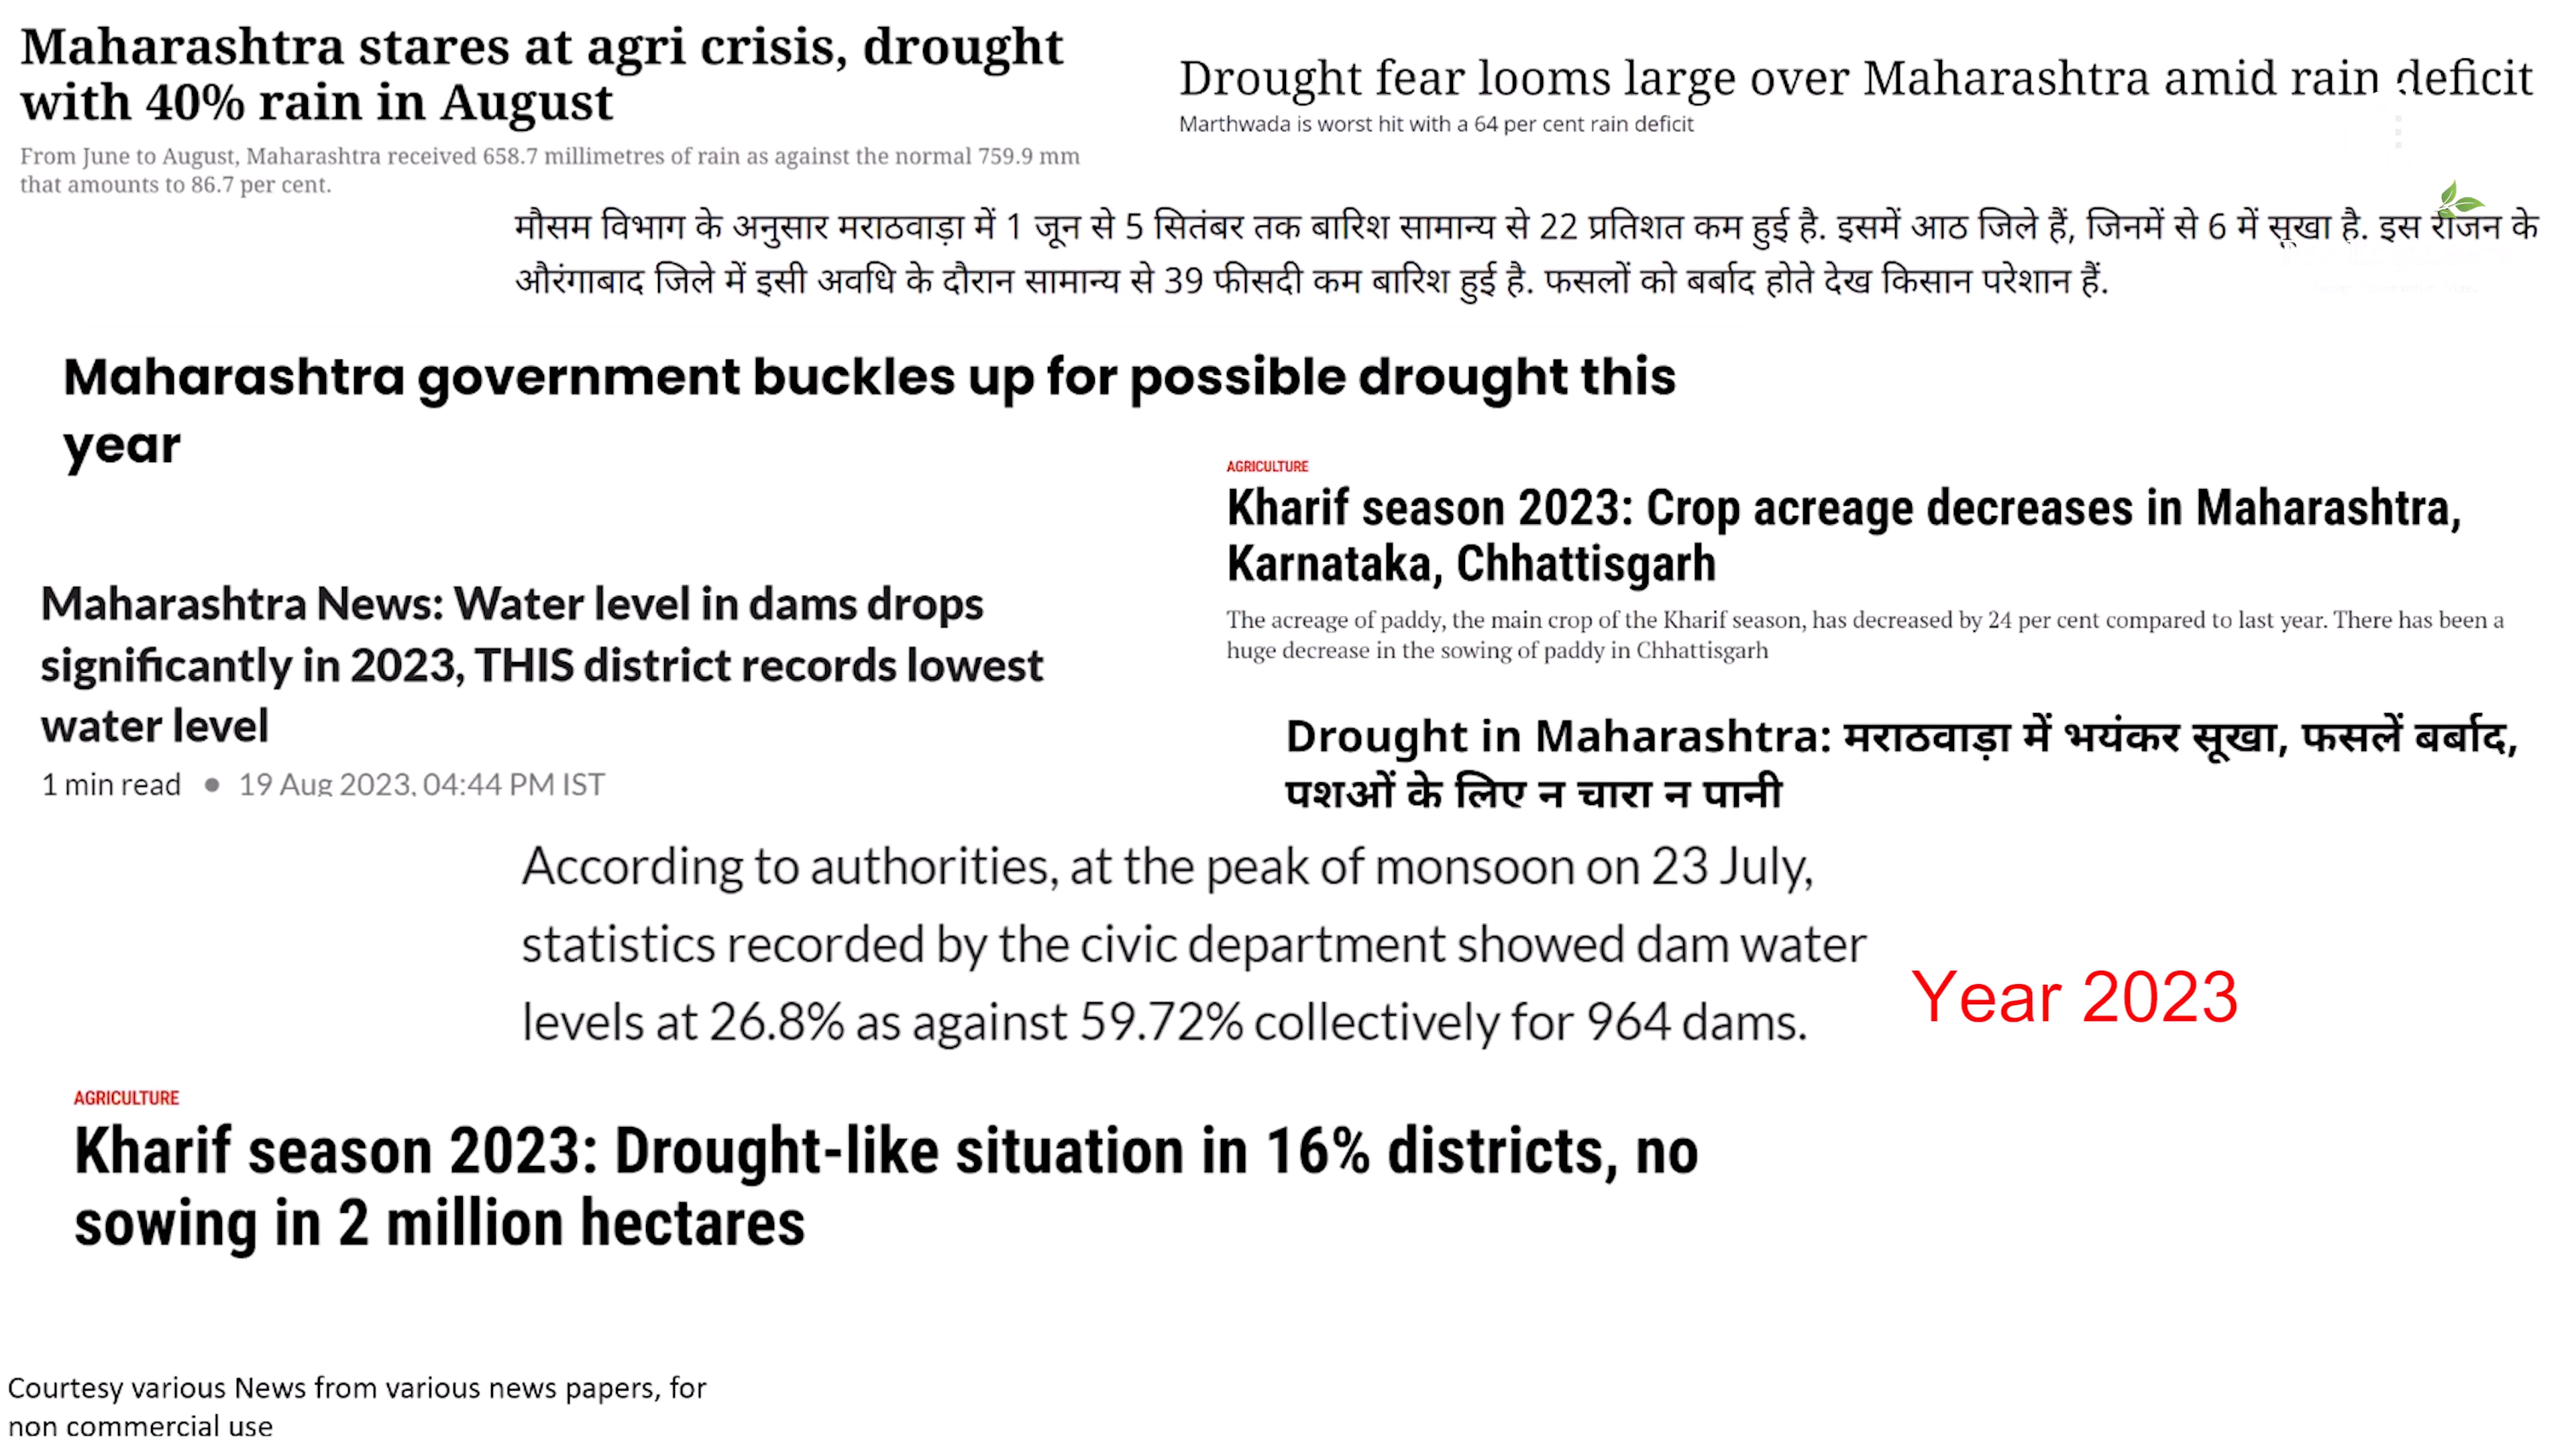 Maharashtra stares at agri crisis, drought
with 40% rain in August
From June to August, Maharashtra received 658.7 millimetres of rain as against the normal 759.9 mm
that amounts to 86.7 per cent.
Drought fear looms large over Maharashtra amid rain deficit
Marthwada is worst hit with a 64 per cent rain deficit
मौसम विभाग के अनुसार मराठवाड़ा में 1 जून से 5 सितंबर तक बारिश सामान्य से 22 प्रतिशत कम हुई है. इसमें आठ जिले हैं, जिनमें से 6 में सूखा है. इस रीजन के
औरंगाबाद जिले में इसी अवधि के दौरान सामान्य से 39 फीसदी कम बारिश हुई है. फसलों को बर्बाद होते देख किसान परेशान हैं.
Maharashtra government buckles up for possible drought this
year
AGRICULTURE
Kharif season 2023: Crop acreage decreases in Maharashtra,
Karnataka, Chhattisgarh
The acreage of paddy, the main crop of the Kharif season, has decreased by 24 per cent compared to last year. There has been a
huge decrease in the sowing of paddy in Chhattisgarh
Maharashtra News: Water level in dams drops
significantly in 2023, THIS district records lowest
water level
1 min read ● 19 Aug 2023, 04:44 PM IST
Drought in Maharashtra: मराठवाड़ा में भयंकर सूखा, फसलें बर्बाद,
पशुओं के लिए न चारा न पानी
According to authorities, at the peak of monsoon on 23 July,
statistics recorded by the civic department showed dam water
levels at 26.8% as against 59.72% collectively for 964 dams.
Year 2023
AGRICULTURE
Kharif season 2023: Drought-like situation in 16% districts, no
sowing in 2 million hectares
Courtesy various News from various news papers, for
non commercial use